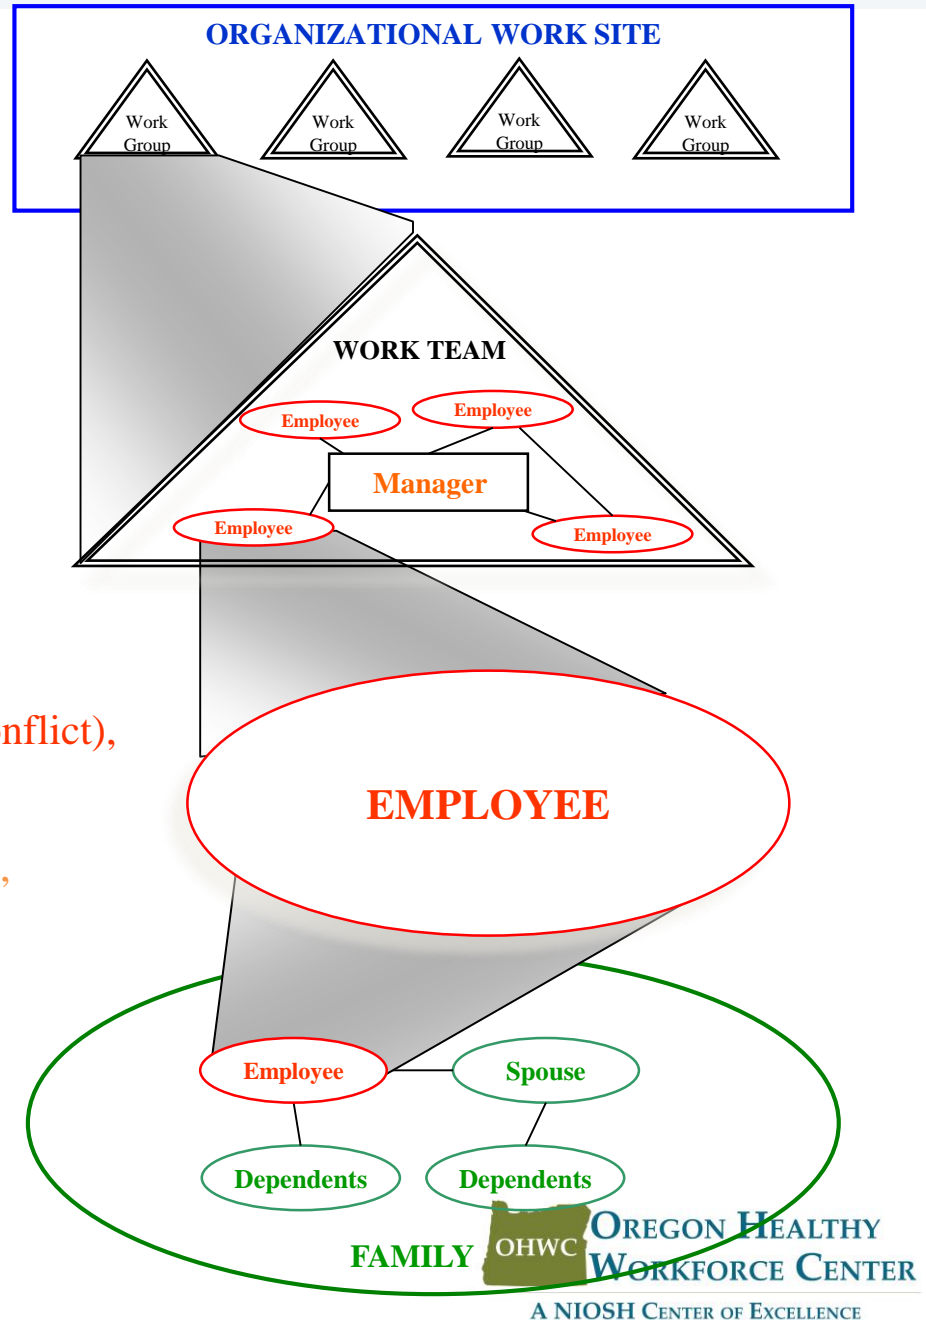 ORGANIZATIONAL WORK SITE
Work
Group
Work
Group
Work
Group
Work
Group
WORK TEAM
Employee
Employee
Manager
Employee
Employee
nflict),
EMPLOYEE
,
Employee
Spouse
Dependents
Dependents
FAMILY
OHWC
OREGON HEALTHY
WORKFORCE CENTER
A NIOSH CENTER OF EXCELLENCE